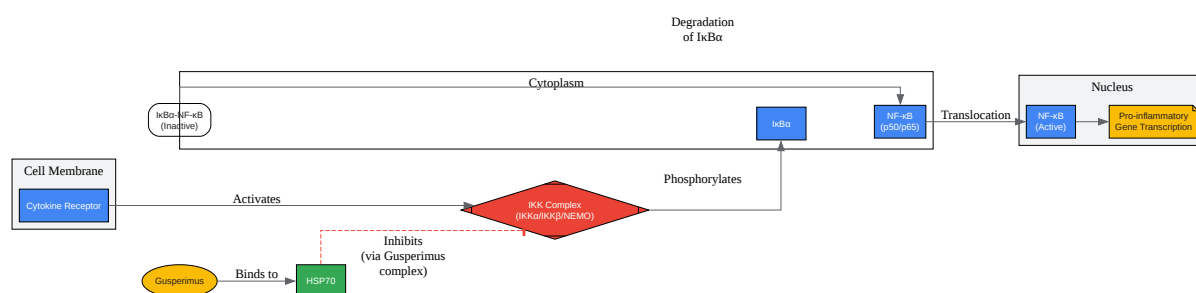 Degradation
of IκBα
Cytoplasm
IκBα-NF-κB
(Inactive)
IκBα
NF-κB
(p50/p65)
Translocation
Nucleus
NF-κB
(Active)
Pro-inflammatory
Gene Transcription
Cell Membrane
Cytokine Receptor
Activates
IKK Complex
(IKKα/IKKβ/NEMO)
Phosphorylates
Inhibits
(via Gusperimus
complex)
Gusperimus
Binds to
HSP70